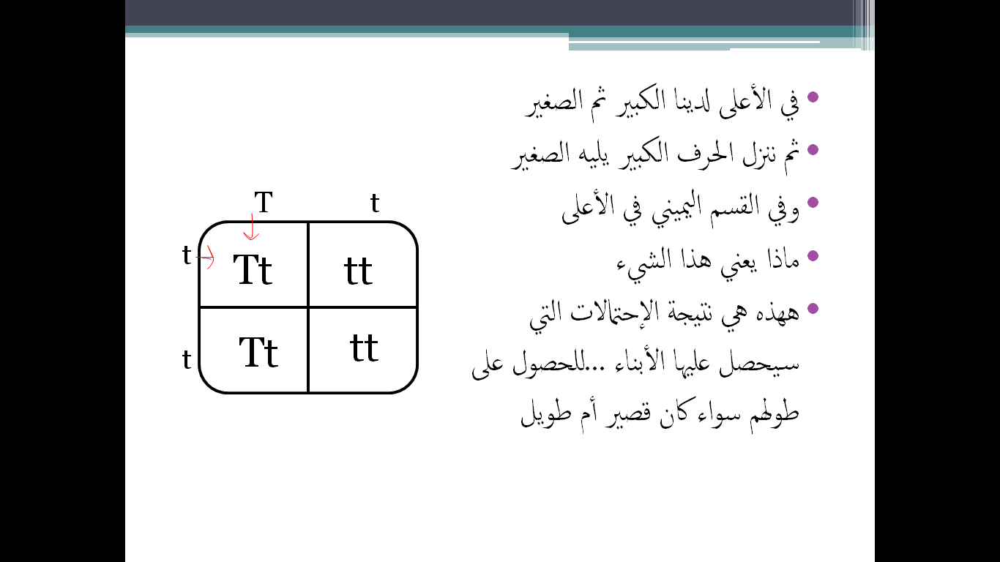 في الأعلى لدينا الكبير ثم الصغير
ثم ننزل الحرف الكبير يليه الصغير
وفي القسم اليميني في الأعلى
ماذا يعني هذا الشيء
ههذه هي نتيجة الإحتمالات التي
سيحصل عليها الأبناء ...للحصول على
طولهم سواء كان قصير أم طويل
T t
t Tt tt
t Tt tt